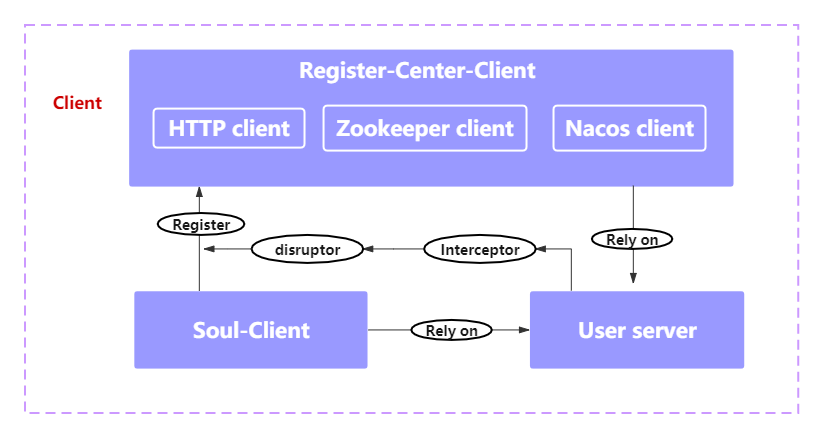 Register-Center-Client
Client
HTTP client
Zookeeper client
Nacos client
Register
Rely on
disruptor
Interceptor
Soul-Client
Rely on
User server